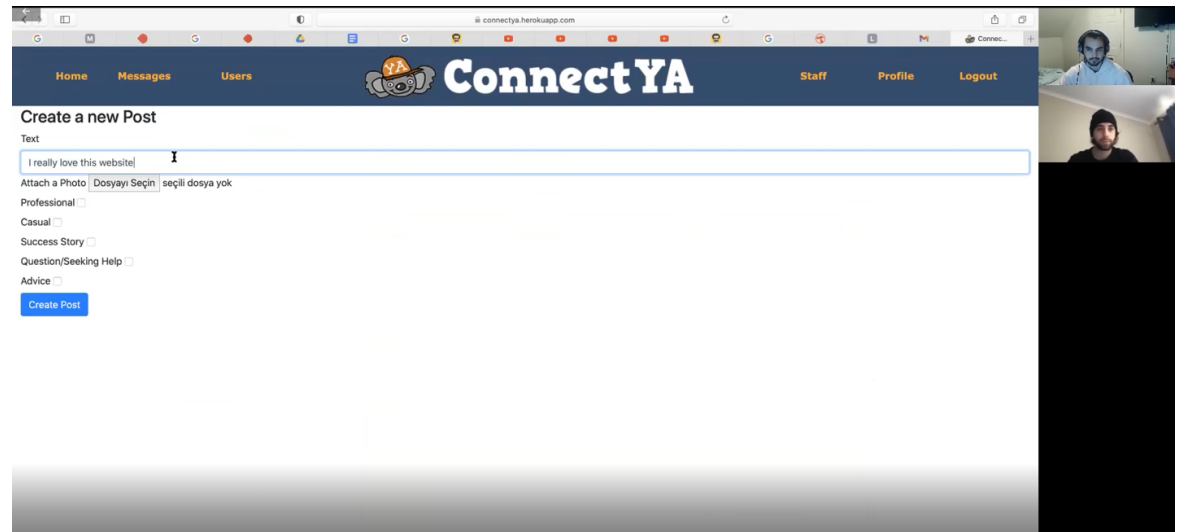 connectya.herokuapp.com
Connec...
Home Messages Users YA ConnectYA Staff Profile Logout
Create a new Post
Text
I really love this website
Attach a Photo Dosyayı Seçin seçili dosya yok
Professional
Casual
Success Story
Question/Seeking Help
Advice
Create Post